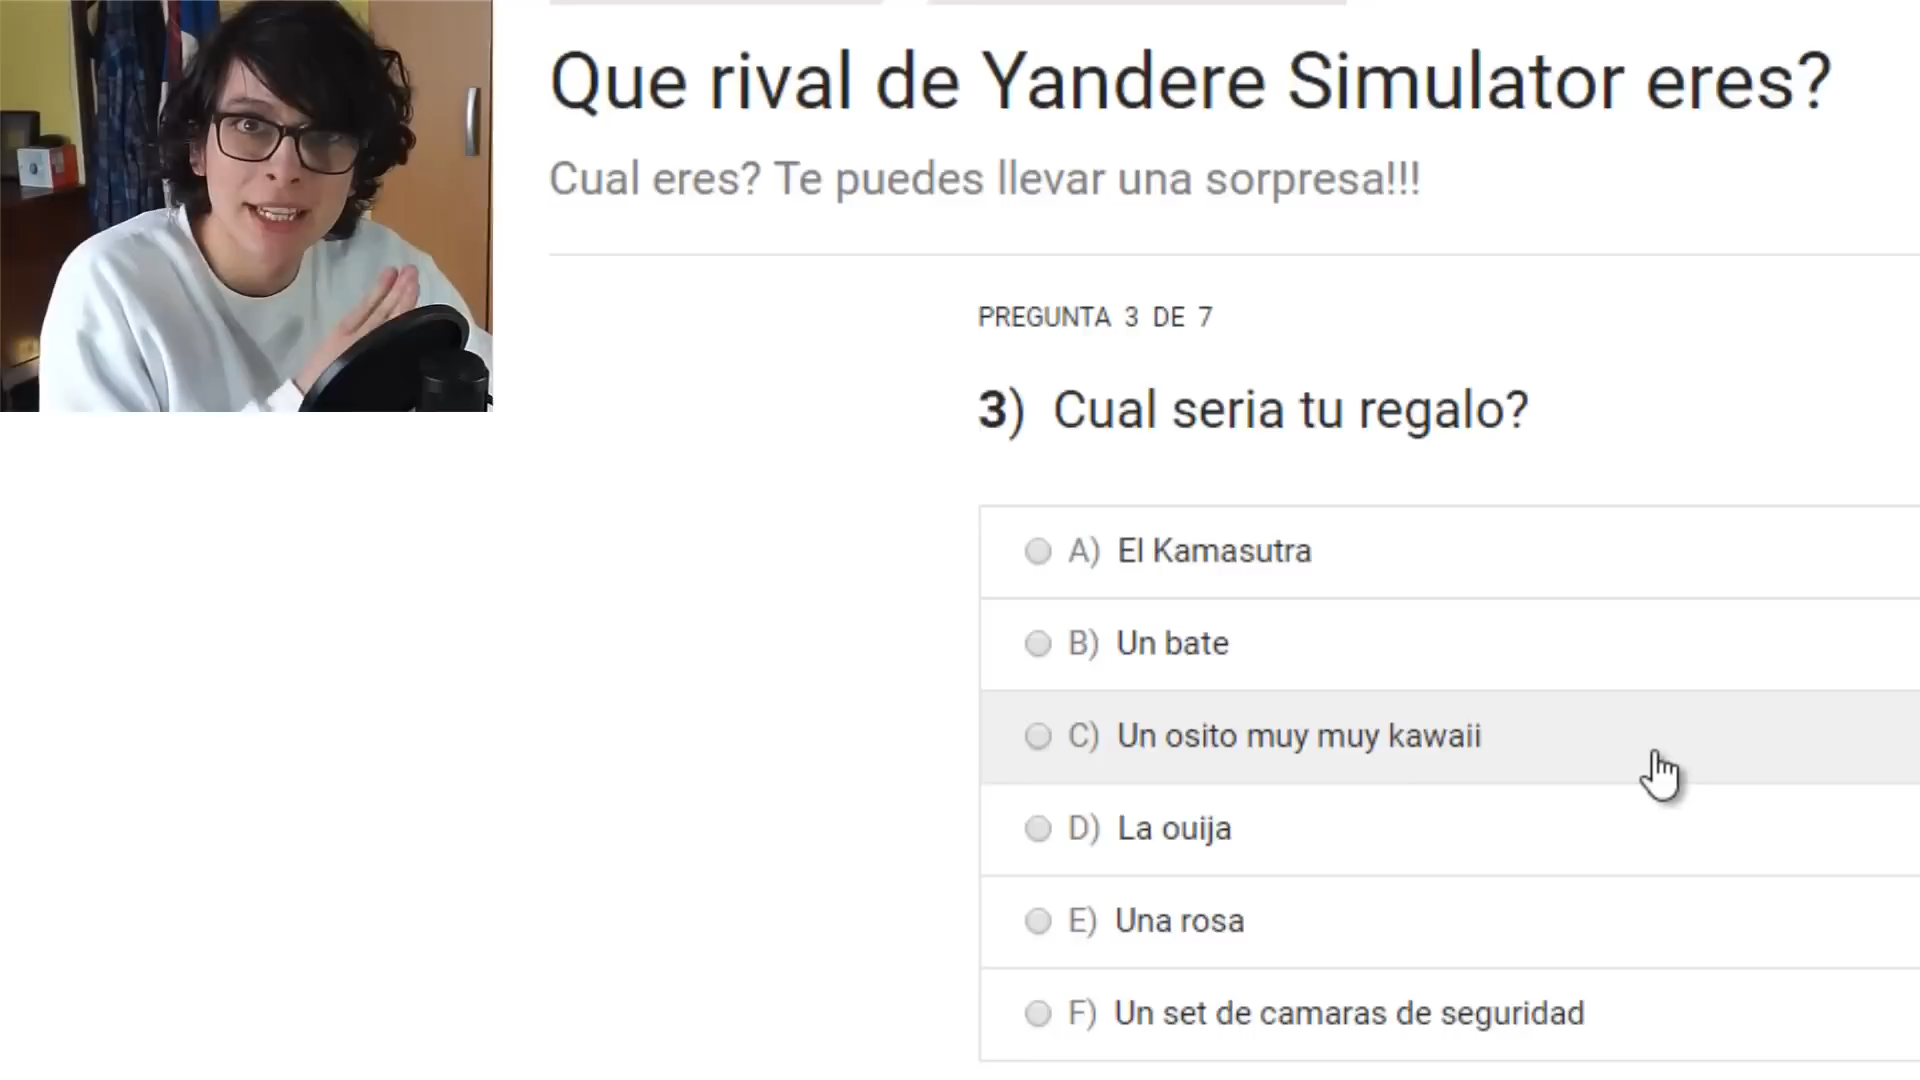 Que rival de Yandere Simulator eres?
Cual eres? Te puedes llevar una sorpresa!!!
PREGUNTA 3 DE 7
3) Cual seria tu regalo?
A) El Kamasutra
B) Un bate
C) Un osito muy muy kawaii
D) La ouija
E) Una rosa
F) Un set de camaras de seguridad